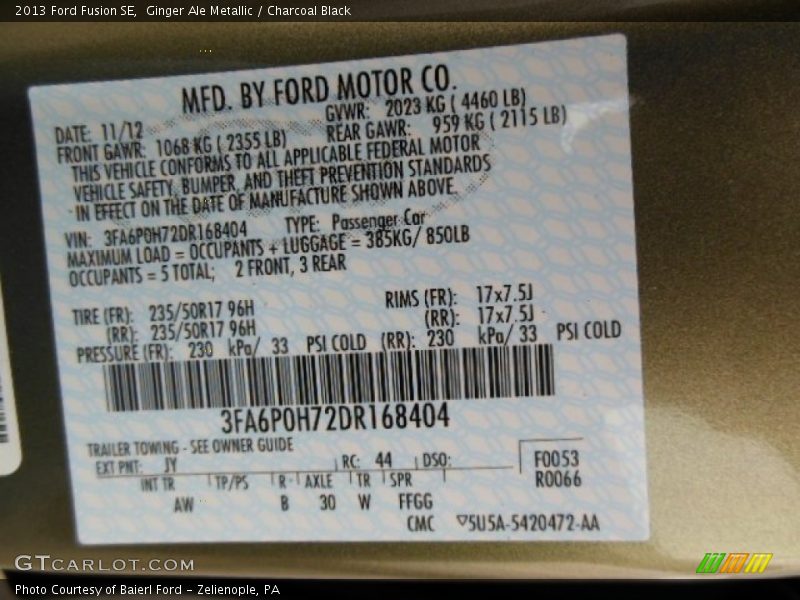 2013 Ford Fusion SE,  Ginger Ale Metallic / Charcoal Black
MFD. BY FORD MOTOR CO.
DATE: 11/12 GVWR: 2023 KG ( 4460 LB)
FRONT GAWR: 1068 KG ( 2355 LB) REAR GAWR: 959 KG ( 2115 LB)
THIS VEHICLE CONFORMS TO ALL APPLICABLE FEDERAL MOTOR
VEHICLE SAFETY, BUMPER, AND THEFT PREVENTION STANDARDS
IN EFFECT ON THE DATE OF MANUFACTURE SHOWN ABOVE.
VIN: 3FA6P0H72DR168404 TYPE: Passenger Car
MAXIMUM LOAD = OCCUPANTS + LUGGAGE = 385KG/ 850LB
OCCUPANTS = 5 TOTAL; 2 FRONT, 3 REAR
TIRE (FR): 235/50R17 96H RIMS (FR): 17x7.5J
(RR): 235/50R17 96H (RR): 17x7.5J
PRESSURE (FR): 230 kPa/ 33 PSI COLD (RR): 230 kPa/ 33 PSI COLD
3FA6P0H72DR168404
TRAILER TOWING - SEE OWNER GUIDE
EXT PNT: JY RC: 44 DSO: F0053
INT TR TP/PS R AXLE TR SPR R0066
AW B 30 W FFGG
CMC ▽5U5A-5420472-AA
GTCARLOT.COM
Photo Courtesy of Baierl Ford – Zelienople, PA